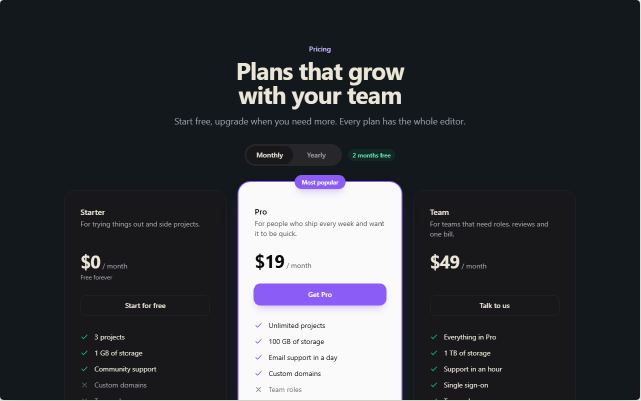 Pricing
Plans that grow
with your team
Start free, upgrade when you need more. Every plan has the whole editor.
Monthly
Yearly
2 months free
Most popular
Starter
For trying things out and side projects.
$0 / month
Free forever
Start for free
3 projects
1 GB of storage
Community support
Custom domains
Pro
For people who ship every week and want
it to be quick.
$19 / month
Get Pro
Unlimited projects
100 GB of storage
Email support in a day
Custom domains
Team roles
Team
For teams that need roles, reviews and
one bill.
$49 / month
Talk to us
Everything in Pro
1 TB of storage
Support in an hour
Single sign-on